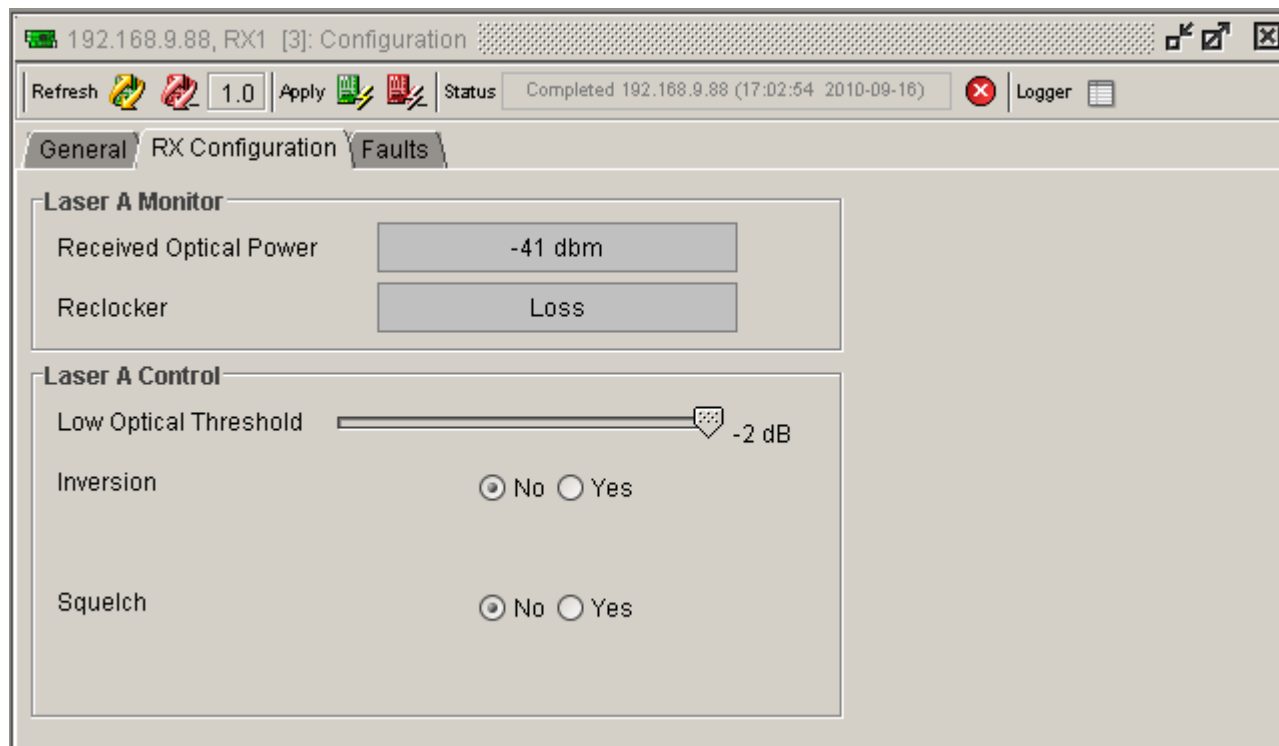 192.168.9.88, RX1 [3]: Configuration
Refresh 1.0 Apply Status Completed 192.168.9.88 (17:02:54 2010-09-16) Logger
General RX Configuration Faults
Laser A Monitor
Received Optical Power -41 dbm
Reclocker Loss
Laser A Control
Low Optical Threshold -2 dB
Inversion No Yes
Squelch No Yes